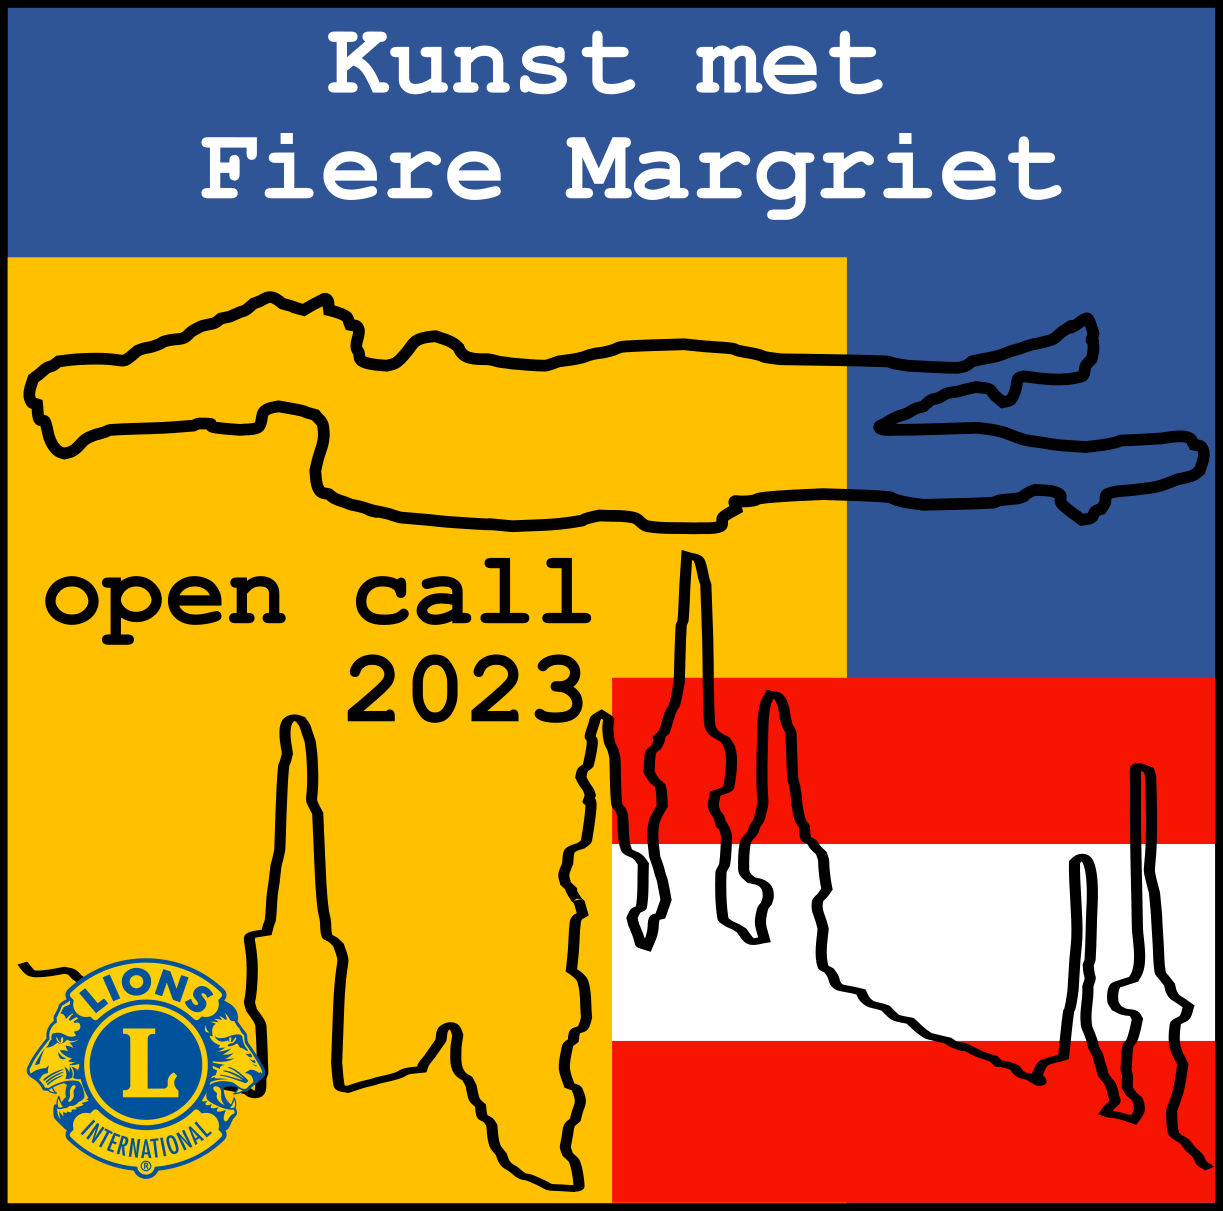 Kunst met
Fiere Margriet
open call
2023
LIONS
L
INTERNATIONAL
®